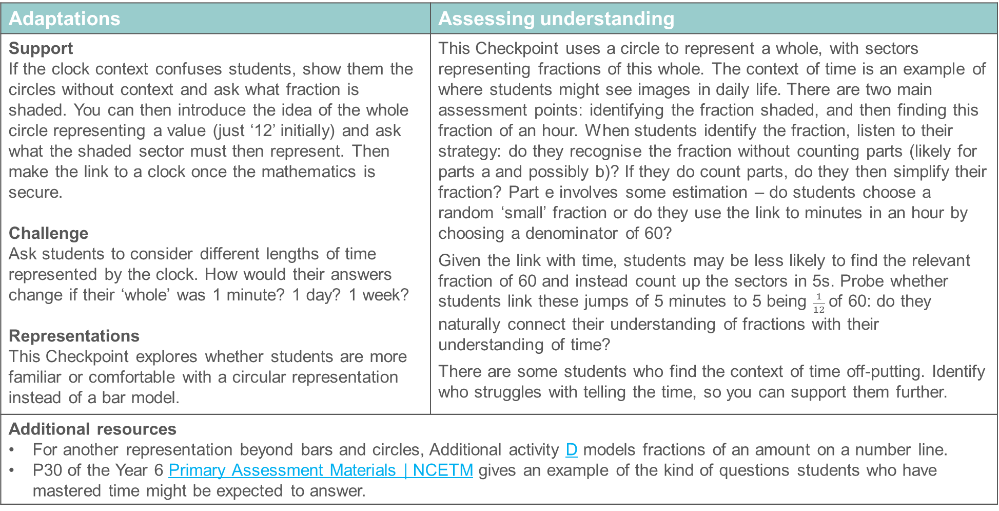 Adaptations
Assessing understanding
Support
If the clock context confuses students, show them the
circles without context and ask what fraction is
shaded. You can then introduce the idea of the whole
circle representing a value (just ‘12’ initially) and ask
what the shaded sector must then represent. Then
make the link to a clock once the mathematics is
secure.
Challenge
Ask students to consider different lengths of time
represented by the clock. How would their answers
change if their ‘whole’ was 1 minute? 1 day? 1 week?
Representations
This Checkpoint explores whether students are more
familiar or comfortable with a circular representation
instead of a bar model.
This Checkpoint uses a circle to represent a whole, with sectors
representing fractions of this whole. The context of time is an example of
where students might see images in daily life. There are two main
assessment points: identifying the fraction shaded, and then finding this
fraction of an hour. When students identify the fraction, listen to their
strategy: do they recognise the fraction without counting parts (likely for
parts a and possibly b)? If they do count parts, do they then simplify their
fraction? Part e involves some estimation – do students choose a
random ‘small’ fraction or do they use the link to minutes in an hour by
choosing a denominator of 60?
Given the link with time, students may be less likely to find the relevant
fraction of 60 and instead count up the sectors in 5s. Probe whether
students link these jumps of 5 minutes to 5 being 1/12 of 60: do they
naturally connect their understanding of fractions with their
understanding of time?
There are some students who find the context of time off-putting. Identify
who struggles with telling the time, so you can support them further.
Additional resources
• For another representation beyond bars and circles, Additional activity D models fractions of an amount on a number line.
• P30 of the Year 6 Primary Assessment Materials | NCETM gives an example of the kind of questions students who have
mastered time might be expected to answer.